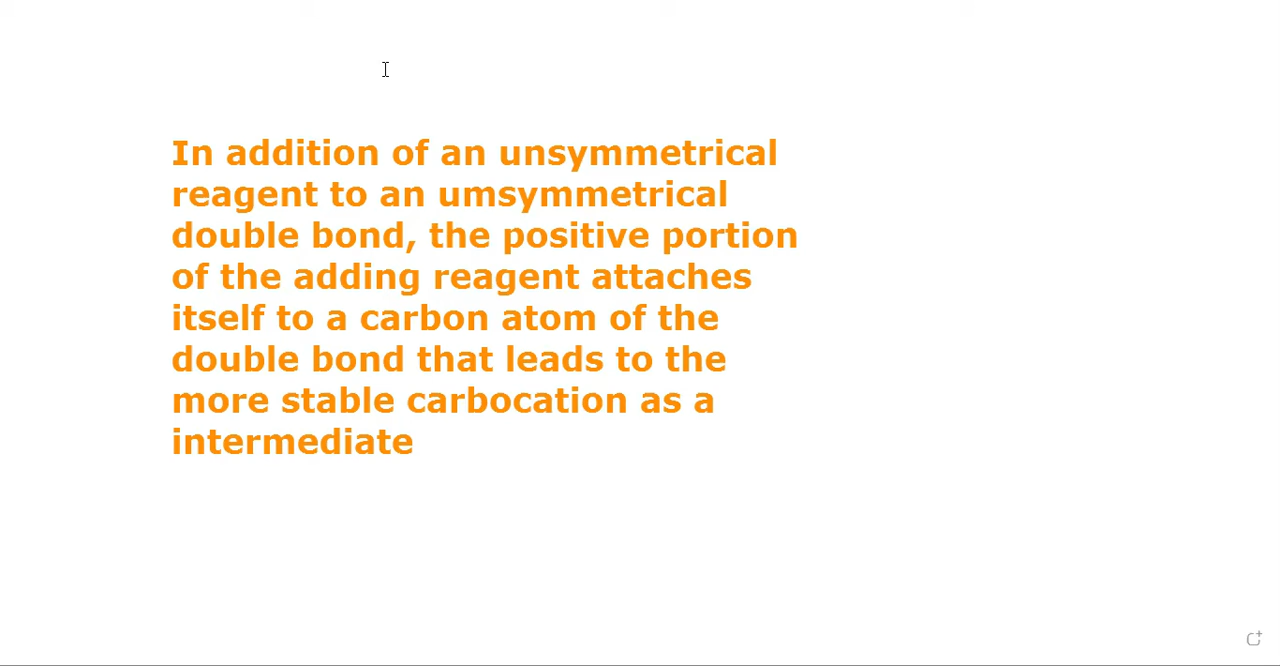 In addition of an unsymmetrical
reagent to an umsymmetrical
double bond, the positive portion
of the adding reagent attaches
itself to a carbon atom of the
double bond that leads to the
more stable carbocation as a
intermediate